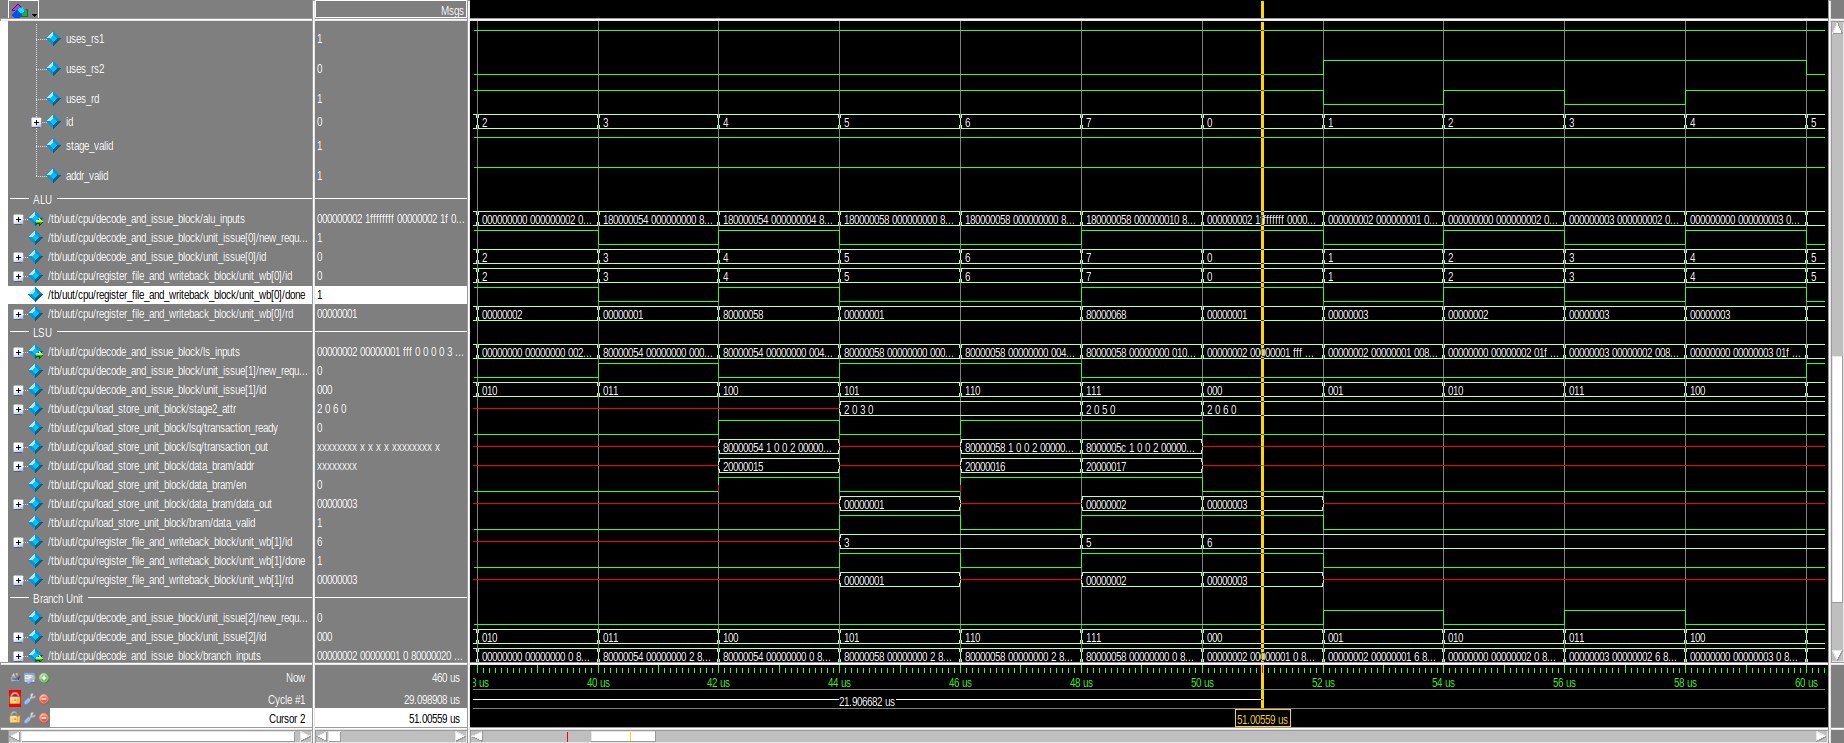 Msgs
uses_rs1 1
uses_rs2 0
uses_rd 1
id 0 2 3 4 5 6 7 0 1 2 3 4 5
stage_valid 1
addr_valid 1
ALU
/tb/uut/cpu/decode_and_issue_block/alu_inputs 000000002 1ffffffff 00000002 1f 0... 000000000 000000002 0... 180000054 000000000 8... 180000054 000000004 8... 180000058 000000000 8... 180000058 000000000 8... 180000058 000000010 8... 000000002 1ffffffff 0000... 000000002 000000001 0... 000000000 000000002 0... 000000003 000000002 0... 000000000 000000003 0...
/tb/uut/cpu/decode_and_issue_block/unit_issue[0]/new_requ... 1
/tb/uut/cpu/decode_and_issue_block/unit_issue[0]/id 0 2 3 4 5 6 7 0 1 2 3 4 5
/tb/uut/cpu/register_file_and_writeback_block/unit_wb[0]/id 0 2 3 4 5 6 7 0 1 2 3 4 5
/tb/uut/cpu/register_file_and_writeback_block/unit_wb[0]/done 1
/tb/uut/cpu/register_file_and_writeback_block/unit_wb[0]/rd 00000001 00000002 00000001 80000058 00000001 80000068 00000001 00000003 00000002 00000003 00000003
LSU
/tb/uut/cpu/decode_and_issue_block/ls_inputs 00000002 00000001 fff 0 0 0 0 3 ... 00000000 00000000 002... 80000054 00000000 000... 80000054 00000000 004... 80000058 00000000 000... 80000058 00000000 004... 80000058 00000000 010... 00000002 00000001 fff ... 00000002 00000001 008... 00000000 00000002 01f ... 00000003 00000002 008... 00000000 00000003 01f ...
/tb/uut/cpu/decode_and_issue_block/unit_issue[1]/new_requ... 0
/tb/uut/cpu/decode_and_issue_block/unit_issue[1]/id 000 010 011 100 101 110 111 000 001 010 011 100
/tb/uut/cpu/load_store_unit_block/stage2_attr 2 0 6 0 2 0 3 0 2 0 5 0 2 0 6 0
/tb/uut/cpu/load_store_unit_block/lsq/transaction_ready 0
/tb/uut/cpu/load_store_unit_block/lsq/transaction_out xxxxxxxx x x x x xxxxxxxx x 80000054 1 0 0 2 00000... 80000058 1 0 0 2 00000... 8000005c 1 0 0 2 00000...
/tb/uut/cpu/load_store_unit_block/data_bram/addr xxxxxxxx 20000015 20000016 20000017
/tb/uut/cpu/load_store_unit_block/data_bram/en 0
/tb/uut/cpu/load_store_unit_block/data_bram/data_out 00000003 00000001 00000002 00000003
/tb/uut/cpu/load_store_unit_block/bram/data_valid 1
/tb/uut/cpu/register_file_and_writeback_block/unit_wb[1]/id 6 3 5 6
/tb/uut/cpu/register_file_and_writeback_block/unit_wb[1]/done 1
/tb/uut/cpu/register_file_and_writeback_block/unit_wb[1]/rd 00000003 00000001 00000002 00000003
Branch Unit
/tb/uut/cpu/decode_and_issue_block/unit_issue[2]/new_requ... 0
/tb/uut/cpu/decode_and_issue_block/unit_issue[2]/id 000 010 011 100 101 110 111 000 001 010 011 100
/tb/uut/cpu/decode_and_issue_block/branch_inputs 00000002 00000001 0 80000020 ... 00000000 00000000 0 8... 80000054 00000000 2 8... 80000054 00000000 0 8... 80000058 00000000 2 8... 80000058 00000000 0 8... 80000058 00000000 0 8... 00000002 00000001 0 8... 00000002 00000001 6 8... 00000000 00000002 0 8... 00000003 00000002 6 8... 00000000 00000003 0 8...
Now 460 us 8 us 40 us 42 us 44 us 46 us 48 us 50 us 52 us 54 us 56 us 58 us 60 us
Cycle #1 29.098908 us 21.906682 us
Cursor 2 51.00559 us 51.00559 us